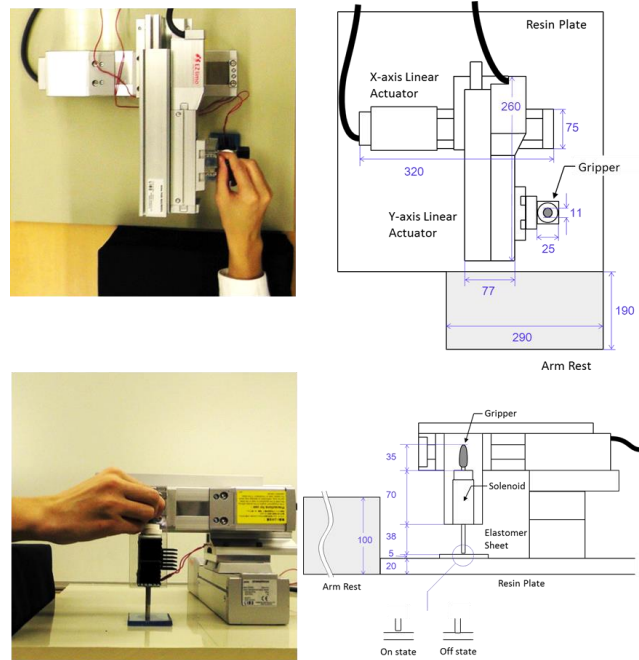 Resin Plate
X-axis Linear
Actuator
260
75
320
Gripper
Y-axis Linear
Actuator
11
25
77
190
290
Arm Rest
Gripper
35
Solenoid
70
Elastomer
Sheet
38
100
5
20
Arm Rest
Resin Plate
On state
Off state